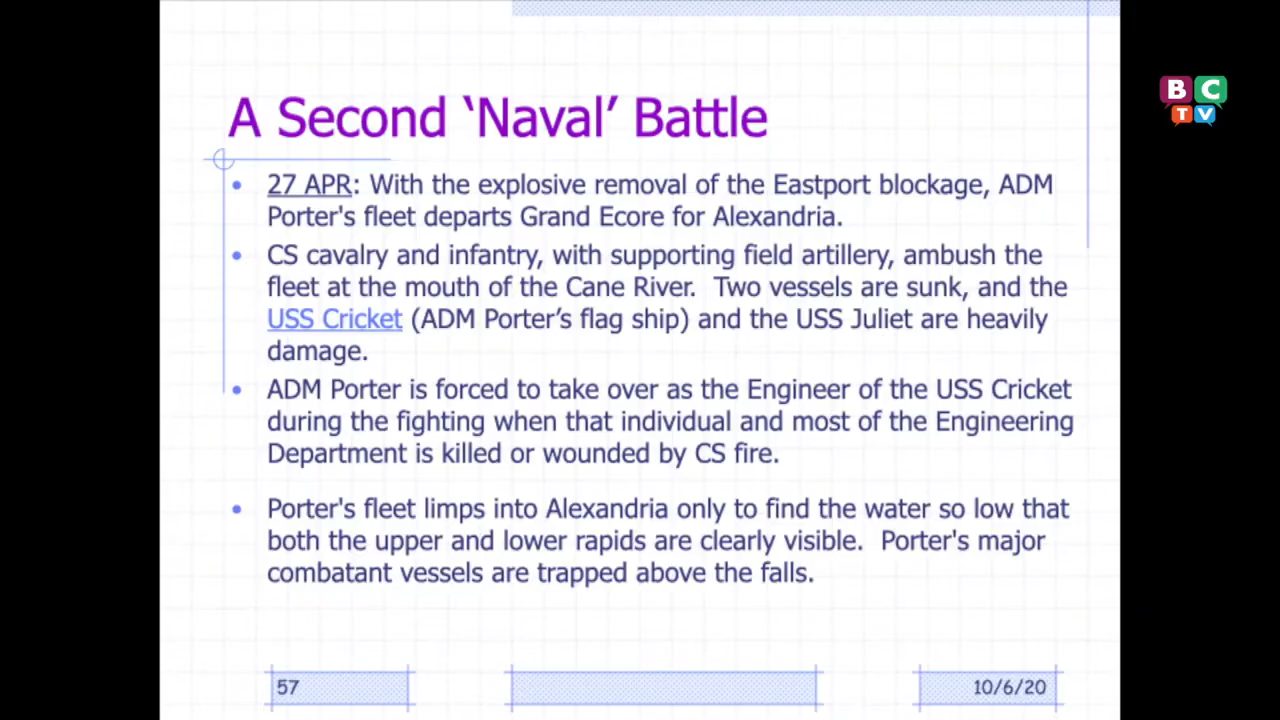 A Second ‘Naval’ Battle
27 APR: With the explosive removal of the Eastport blockage, ADM
Porter's fleet departs Grand Ecore for Alexandria.
CS cavalry and infantry, with supporting field artillery, ambush the
fleet at the mouth of the Cane River.  Two vessels are sunk, and the
USS Cricket (ADM Porter’s flag ship) and the USS Juliet are heavily
damage.
ADM Porter is forced to take over as the Engineer of the USS Cricket
during the fighting when that individual and most of the Engineering
Department is killed or wounded by CS fire.
Porter's fleet limps into Alexandria only to find the water so low that
both the upper and lower rapids are clearly visible.  Porter's major
combatant vessels are trapped above the falls.
57
10/6/20
BC
TV